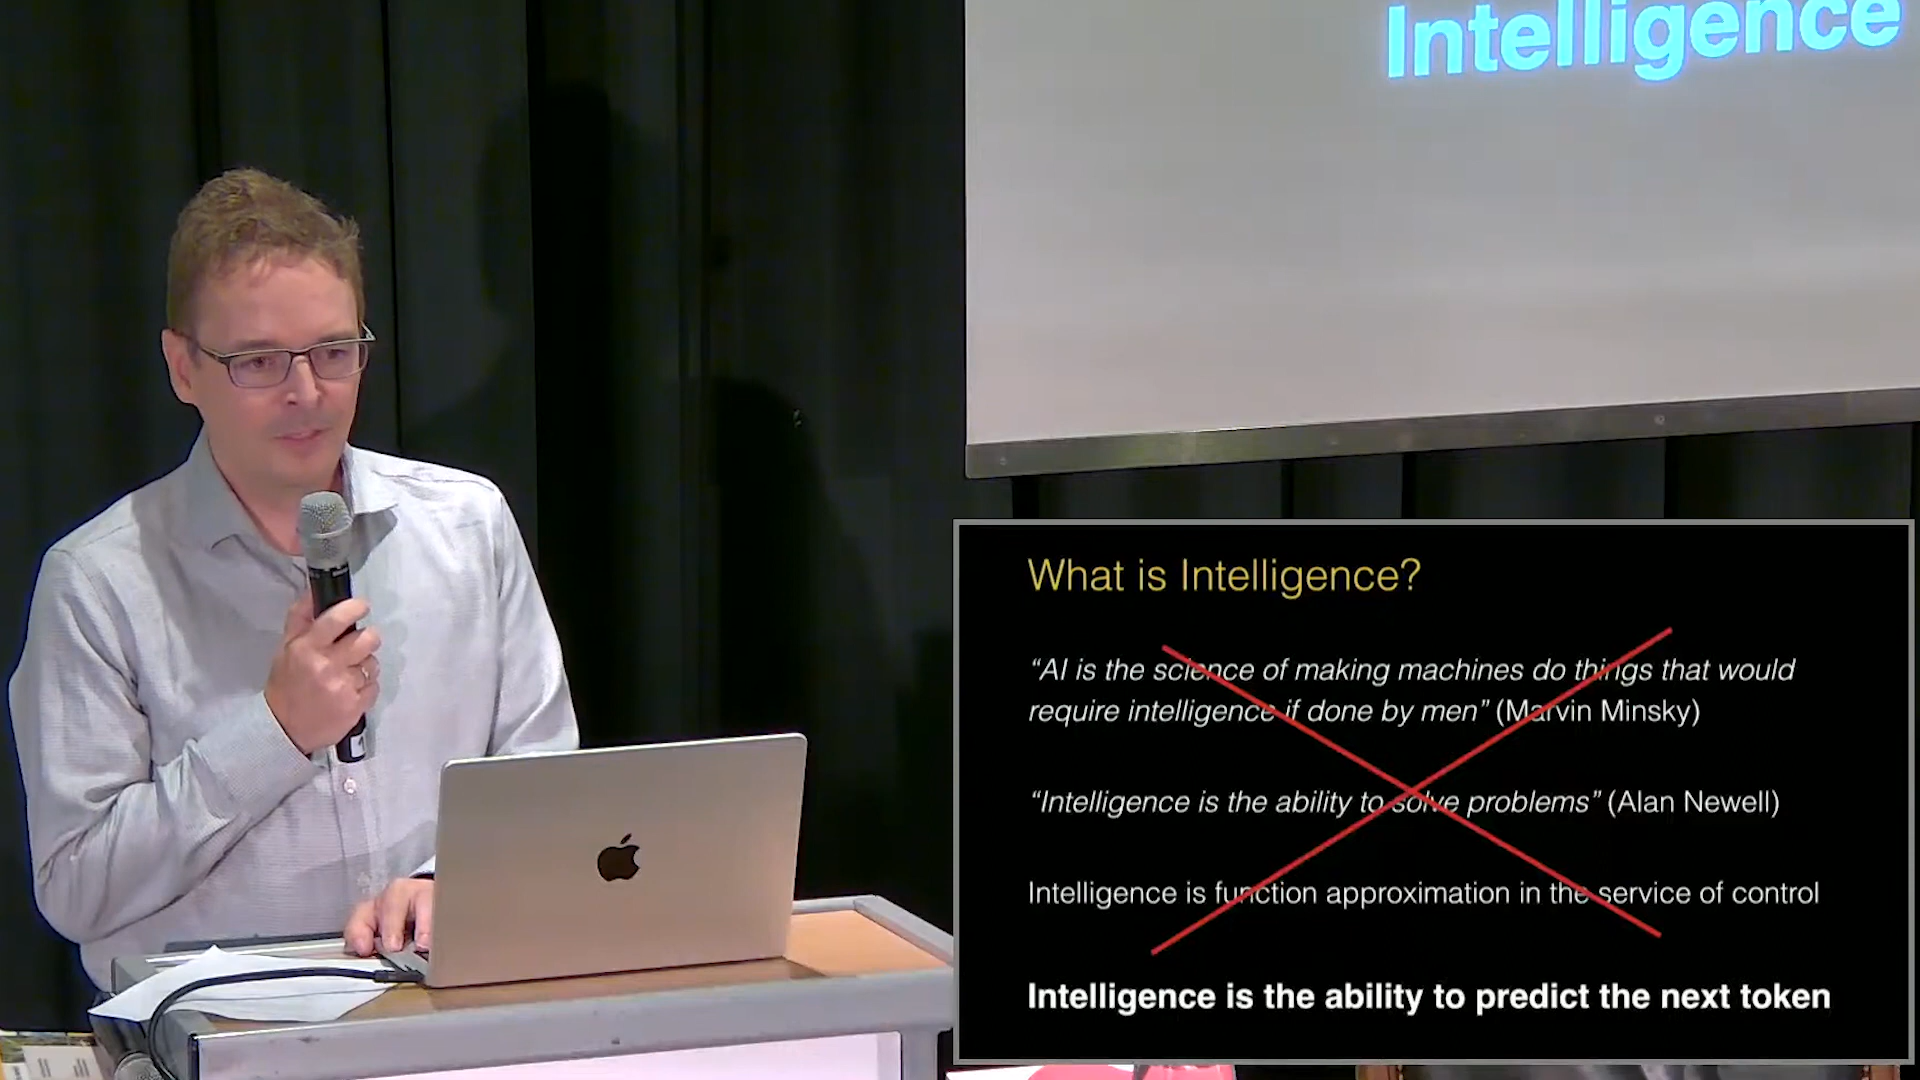 Intelligence
What is Intelligence?
“AI is the science of making machines do things that would
require intelligence if done by men” (Marvin Minsky)
“Intelligence is the ability to solve problems” (Alan Newell)
Intelligence is function approximation in the service of control
Intelligence is the ability to predict the next token